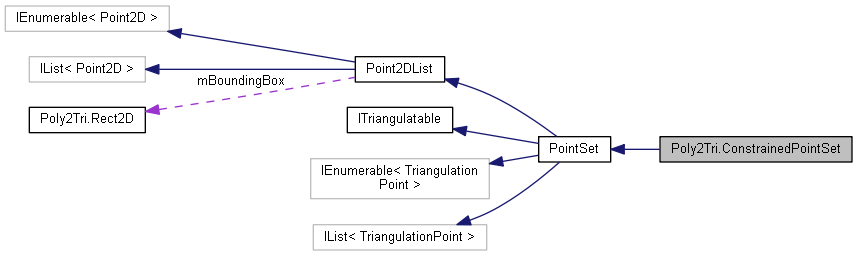 IEnumerable< Point2D >
IList< Point2D >
Point2DList
mBoundingBox
Poly2Tri.Rect2D
ITriangulatable
PointSet
Poly2Tri.ConstrainedPointSet
IEnumerable< Triangulation
Point >
IList< TriangulationPoint >